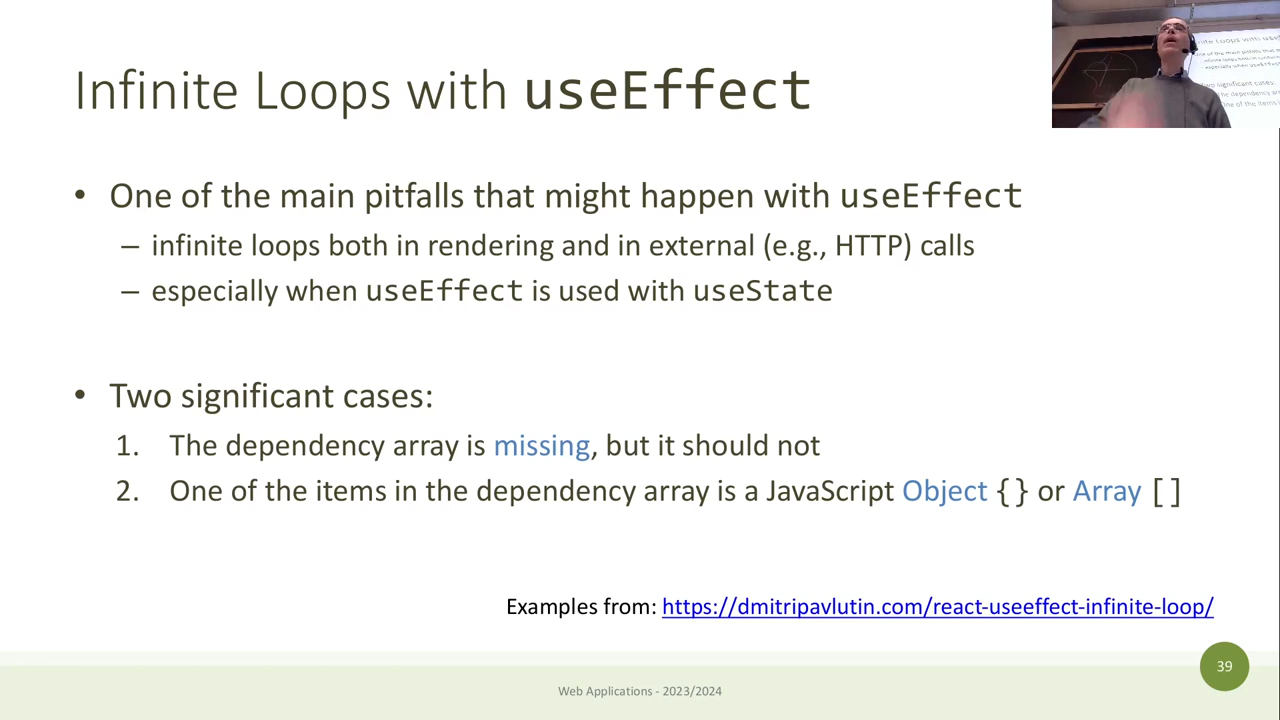 Infinite Loops with useEffect
• One of the main pitfalls that might happen with useEffect
– infinite loops both in rendering and in external (e.g., HTTP) calls
– especially when useEffect is used with useState
• Two significant cases:
1. The dependency array is missing, but it should not
2. One of the items in the dependency array is a JavaScript Object {} or Array []
Examples from: https://dmitripavlutin.com/react-useeffect-infinite-loop/
39
Web Applications - 2023/2024